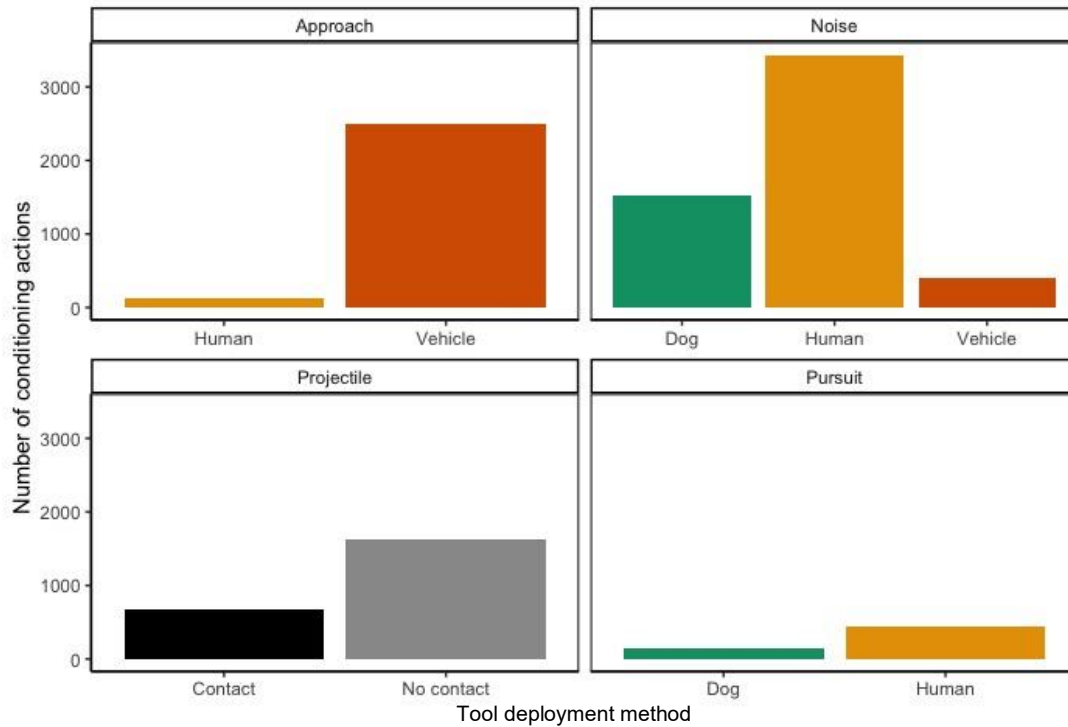 Approach
Noise
Number of conditioning actions
3000
2000
1000
0
Human
Vehicle
Dog
Human
Vehicle
Projectile
Pursuit
3000
2000
1000
0
Contact
No contact
Dog
Human
Tool deployment method